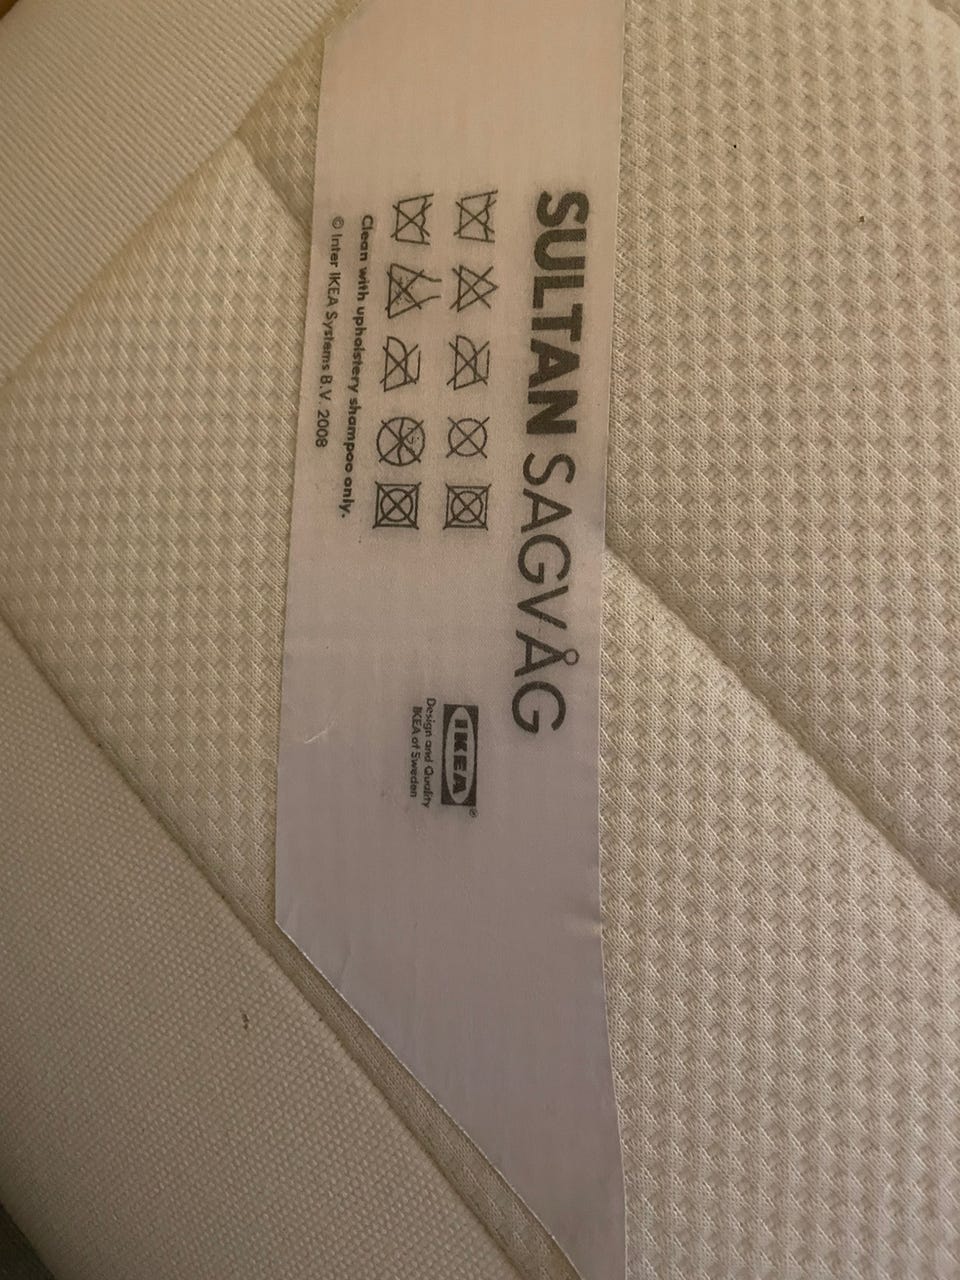 SULTAN SAGVÅG
Clean with upholstery shampoo only.
© Inter IKEA Systems B.V. 2008
IKEA®
Design and Quality
IKEA of Sweden